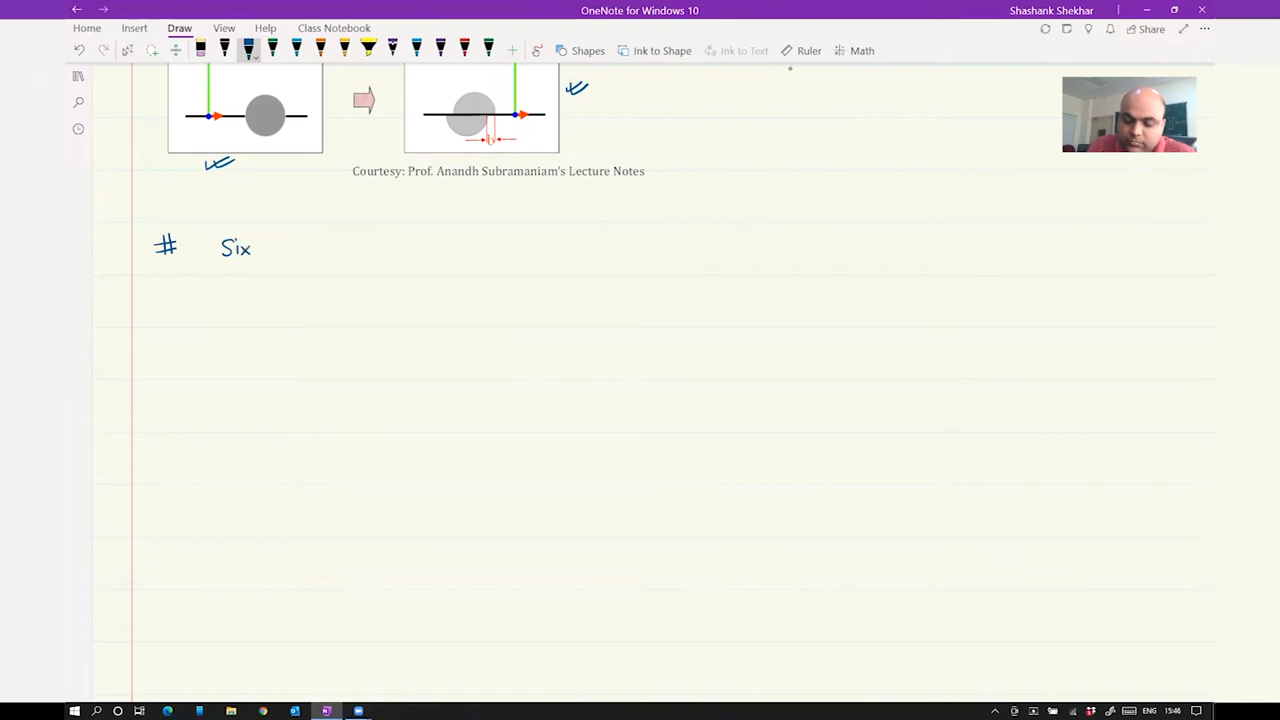 OneNote for Windows 10
Shashank Shekhar
Home Insert Draw View Help Class Notebook
Share
Shapes Ink to Shape Ink to Text Ruler Math
b
Courtesy: Prof. Anandh Subramaniam's Lecture Notes
# Six
ENG 15:46